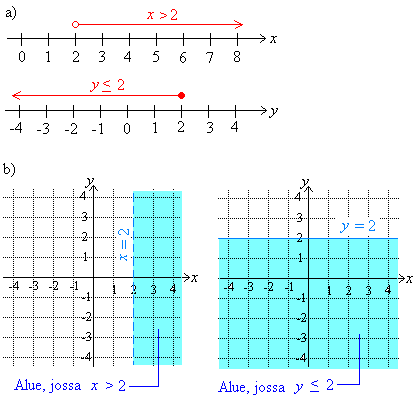 a)
x > 2
0 1 2 3 4 5 6 8 x
y ≤ 2
-4 -3 -2 -1 0 1 2 3 4 y
b)
y
4
3
2
1
x = 2
-4 -3 -2 -1 1 2 3 4 x
-1
-2
-3
-4
Alue, jossa x > 2
y
4
3
y = 2
2
1
-4 -3 -2 -1 1 2 3 4 x
-1
-2
-3
-4
Alue, jossa y ≤ 2